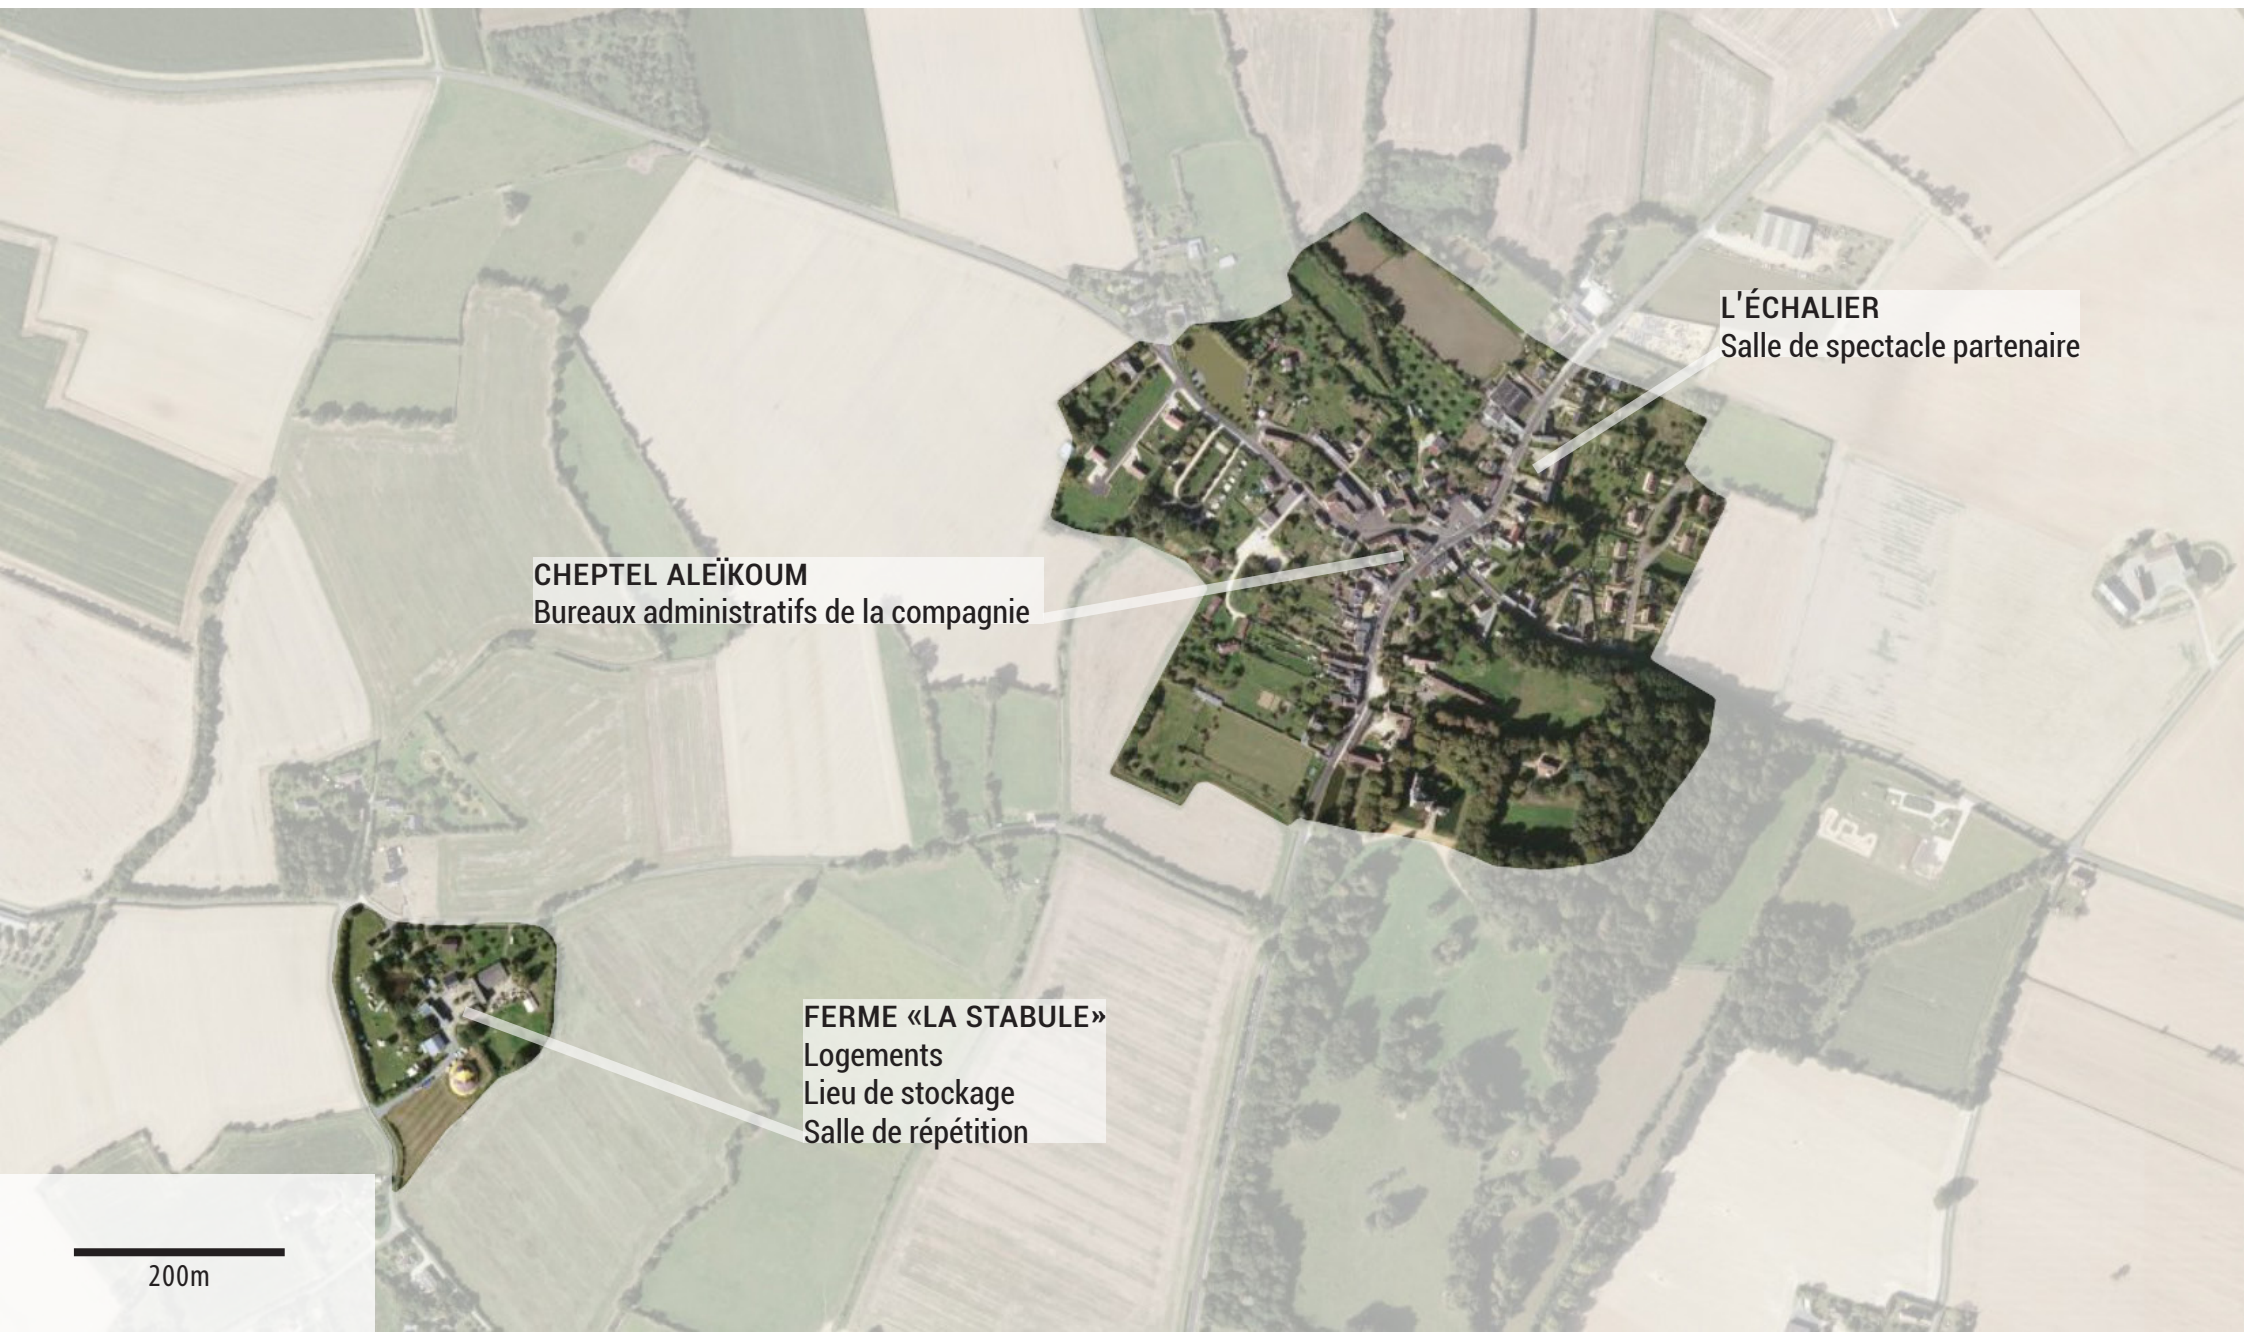 L'ÉCHALIER
Salle de spectacle partenaire
CHEPTEL ALEÏKOUM
Bureaux administratifs de la compagnie
FERME «LA STABULE»
Logements
Lieu de stockage
Salle de répétition
200m